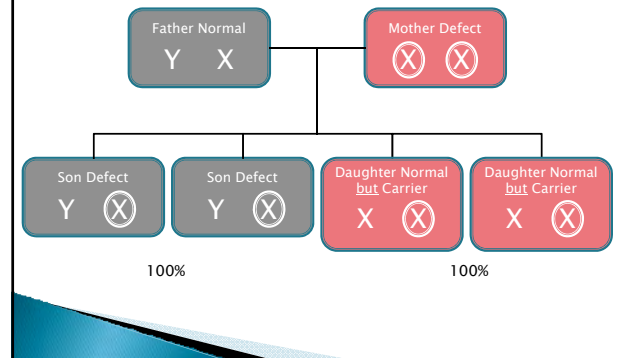 Father Normal
Y X
Mother Defect
X X
Son Defect
Y X
Son Defect
Y X
Daughter Normal
but Carrier
X X
Daughter Normal
but Carrier
X X
100%
100%